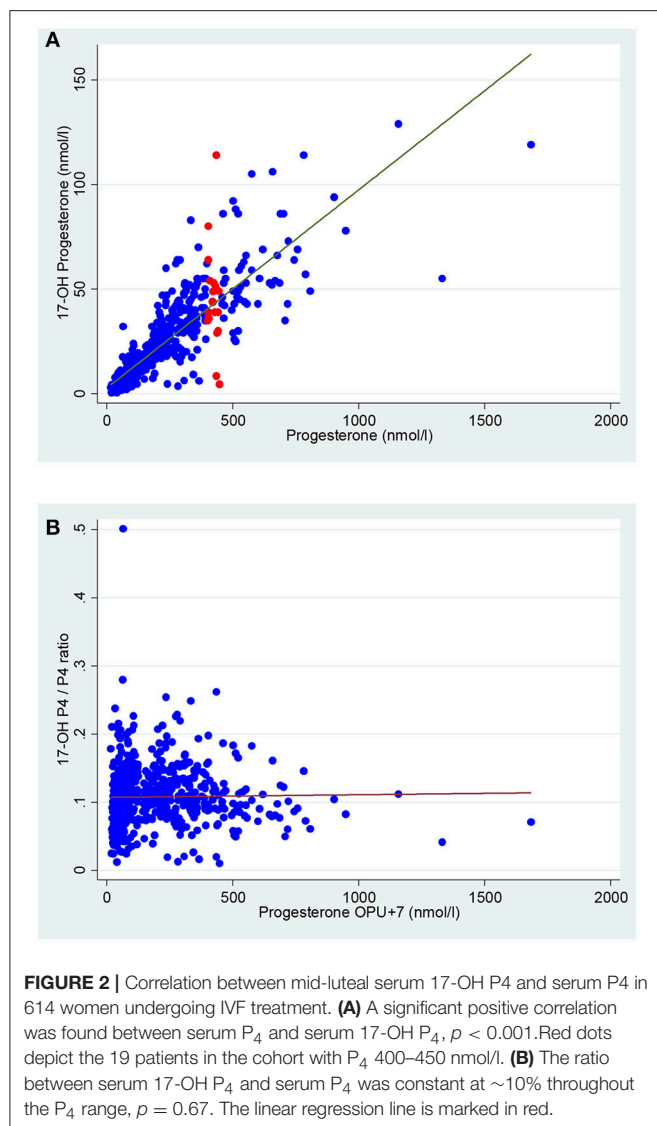 A
150
100
50
0
17-OH Progesterone (nmol/l)
0 500 1000 1500 2000
Progesterone (nmol/l)
B
.5
.4
.3
.2
.1
0
17-OH P4 / P4 ratio
0 500 1000 1500 2000
Progesterone OPU+7 (nmol/l)
FIGURE 2 | Correlation between mid-luteal serum 17-OH P4 and serum P4 in
614 women undergoing IVF treatment. (A) A significant positive correlation
was found between serum P₄ and serum 17-OH P₄, p < 0.001.Red dots
depict the 19 patients in the cohort with P₄ 400–450 nmol/l. (B) The ratio
between serum 17-OH P₄ and serum P₄ was constant at ~10% throughout
the P₄ range, p = 0.67. The linear regression line is marked in red.